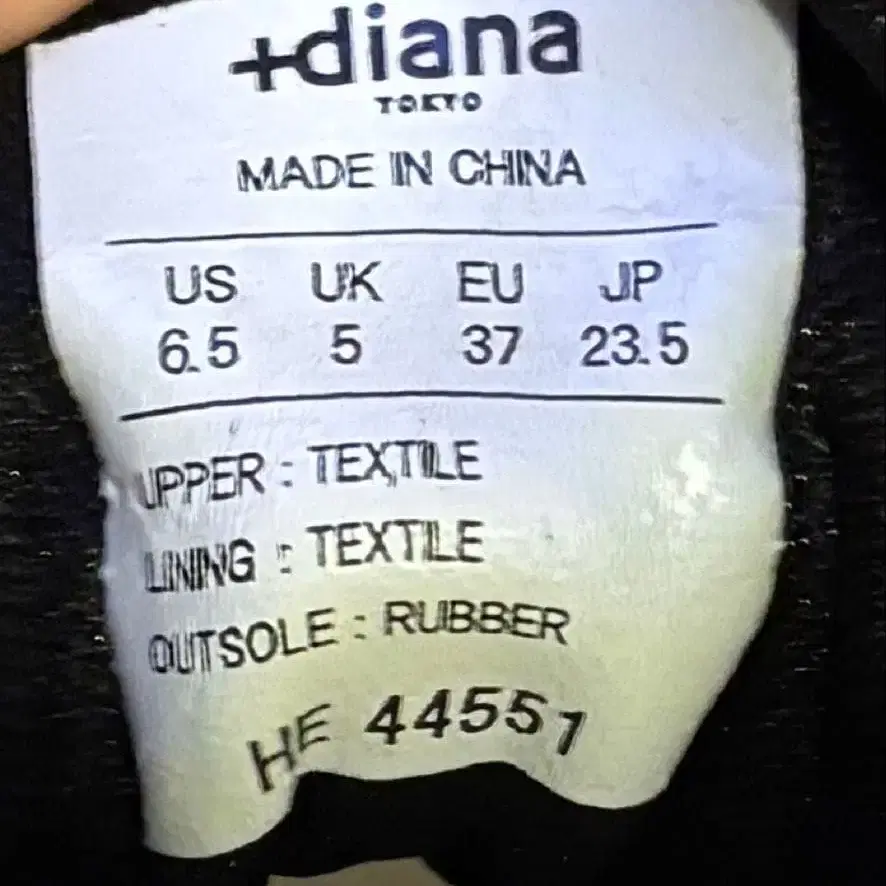 +diana
TOKYO
MADE IN CHINA
US UK EU JP
6.5 5 37 23.5
UPPER : TEXTILE
LINING : TEXTILE
OUTSOLE : RUBBER
HE 44551